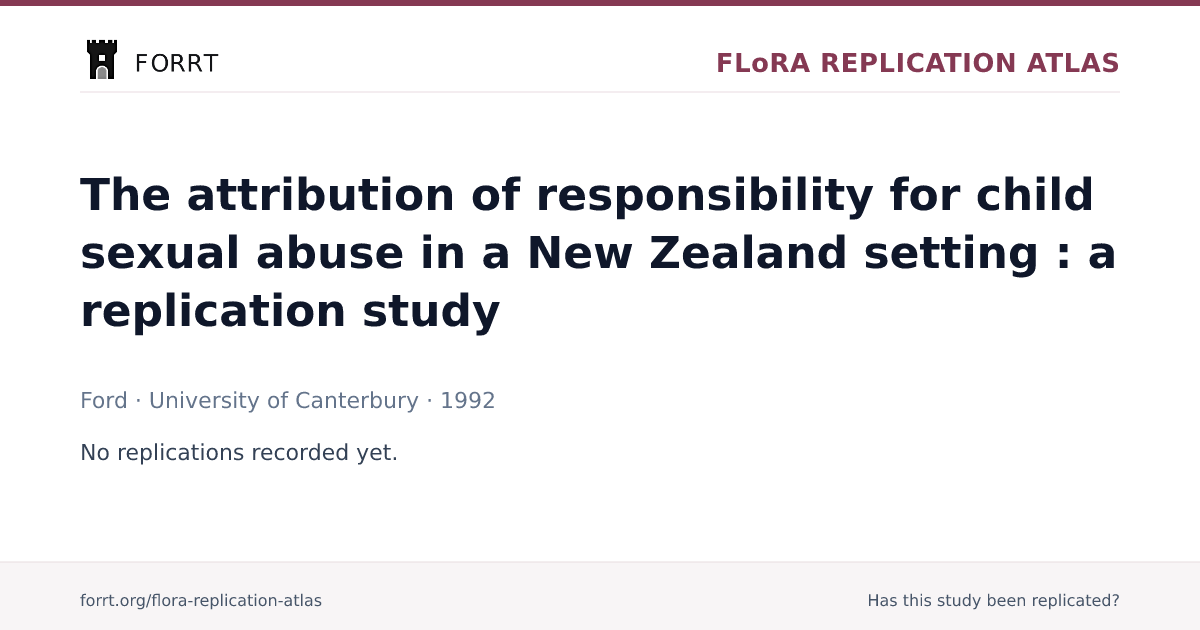 FORRT
FLoRA REPLICATION ATLAS
The attribution of responsibility for child
sexual abuse in a New Zealand setting : a
replication study
Ford · University of Canterbury · 1992
No replications recorded yet.
forrt.org/flora-replication-atlas
Has this study been replicated?